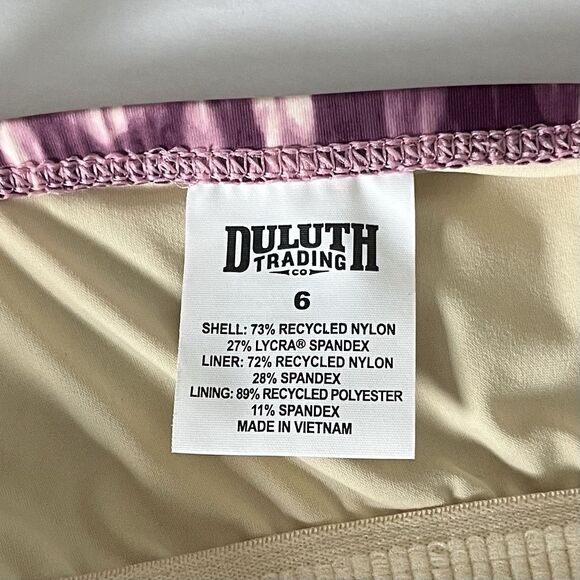 DULUTH
TRADING
CO
6
SHELL: 73% RECYCLED NYLON
27% LYCRA® SPANDEX
LINER: 72% RECYCLED NYLON
28% SPANDEX
LINING: 89% RECYCLED POLYESTER
11% SPANDEX
MADE IN VIETNAM